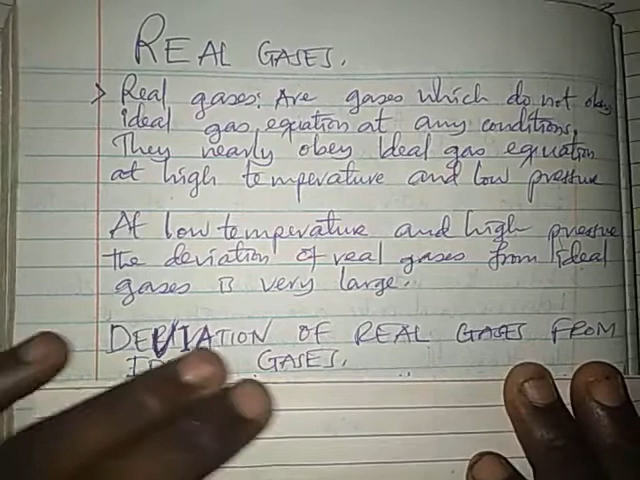 REAL GASES.
> Real gases: Are gases which do not obey
ideal gas equation at any conditions,
They nearly obey Ideal gas equation
at high temperature and low pressure
At low temperature and high pressure
the deviation of real gases from ideal
gases is very large.
DEVIATION OF REAL GASES FROM
GASES.